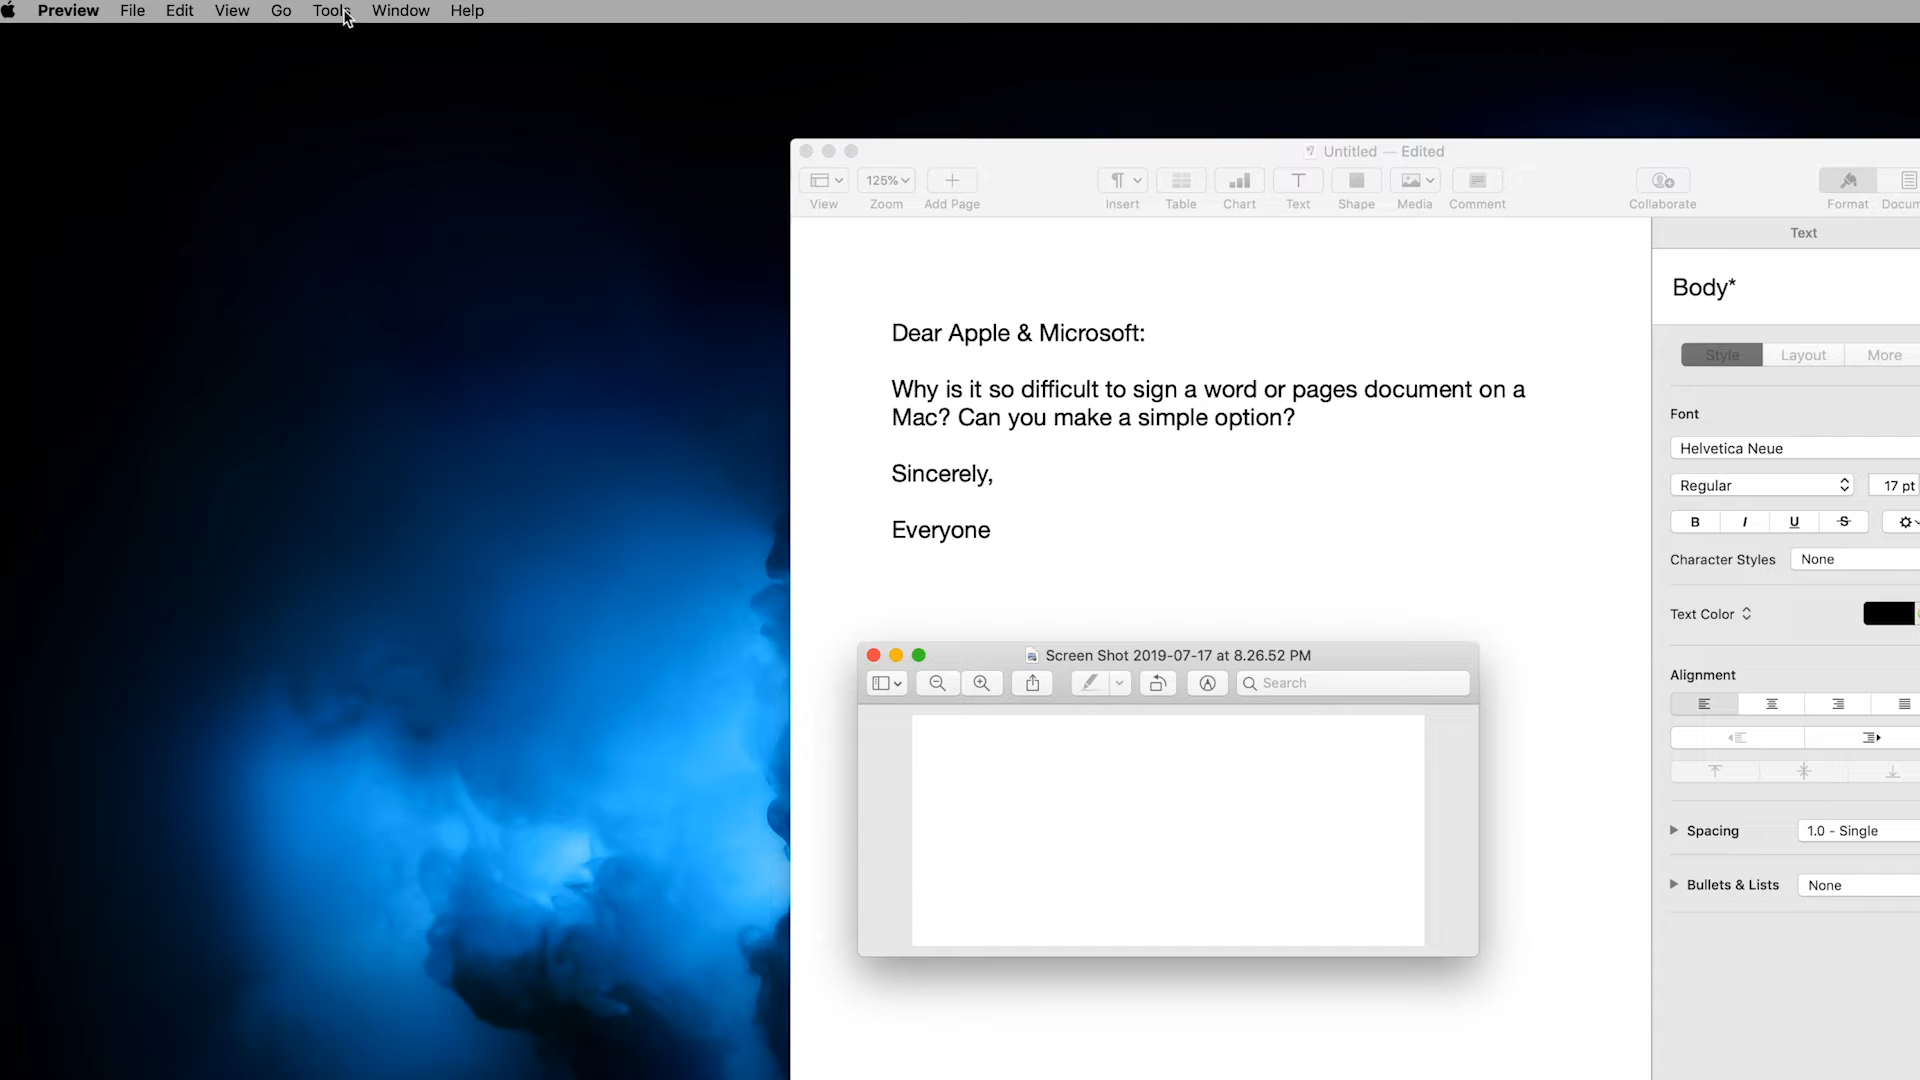 Preview File Edit View Go Tools Window Help
Untitled — Edited
125%
View Zoom Add Page Insert Table Chart Text Shape Media Comment Collaborate Format Docum
Text
Body*
Dear Apple & Microsoft:
Style Layout More
Why is it so difficult to sign a word or pages document on a
Mac? Can you make a simple option?
Font
Helvetica Neue
Sincerely,
Regular 17 pt
B I U S
Everyone
Character Styles None
Text Color
Screen Shot 2019-07-17 at 8.26.52 PM
Search
Alignment
Spacing 1.0 - Single
Bullets & Lists None